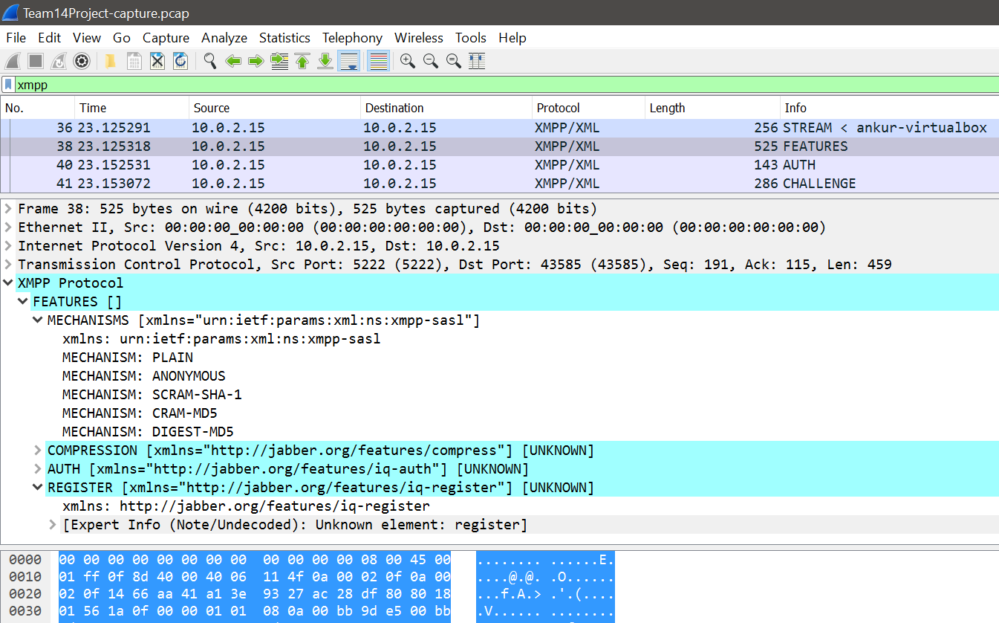 Team14Project-capture.pcap
File Edit View Go Capture Analyze Statistics Telephony Wireless Tools Help
xmpp
No. Time Source Destination Protocol Length Info
36 23.125291 10.0.2.15 10.0.2.15 XMPP/XML 256 STREAM < ankur-virtualbox
38 23.125318 10.0.2.15 10.0.2.15 XMPP/XML 525 FEATURES
40 23.152531 10.0.2.15 10.0.2.15 XMPP/XML 143 AUTH
41 23.153072 10.0.2.15 10.0.2.15 XMPP/XML 286 CHALLENGE
Frame 38: 525 bytes on wire (4200 bits), 525 bytes captured (4200 bits)
Ethernet II, Src: 00:00:00_00:00:00 (00:00:00:00:00:00), Dst: 00:00:00_00:00:00 (00:00:00:00:00:00)
Internet Protocol Version 4, Src: 10.0.2.15, Dst: 10.0.2.15
Transmission Control Protocol, Src Port: 5222 (5222), Dst Port: 43585 (43585), Seq: 191, Ack: 115, Len: 459
XMPP Protocol
FEATURES []
MECHANISMS [xmlns="urn:ietf:params:xml:ns:xmpp-sasl"]
xmlns: urn:ietf:params:xml:ns:xmpp-sasl
MECHANISM: PLAIN
MECHANISM: ANONYMOUS
MECHANISM: SCRAM-SHA-1
MECHANISM: CRAM-MD5
MECHANISM: DIGEST-MD5
COMPRESSION [xmlns="http://jabber.org/features/compress"] [UNKNOWN]
AUTH [xmlns="http://jabber.org/features/iq-auth"] [UNKNOWN]
REGISTER [xmlns="http://jabber.org/features/iq-register"] [UNKNOWN]
xmlns: http://jabber.org/features/iq-register
[Expert Info (Note/Undecoded): Unknown element: register]
0000 00 00 00 00 00 00 00 00 00 00 00 00 08 00 45 00 ........ ......E.
0010 01 ff 0f 8d 40 00 40 06 11 4f 0a 00 02 0f 0a 00 ....@.@. .O......
0020 02 0f 14 66 aa 41 a1 3e 93 27 ac 28 df 80 80 18 ...f.A.> .'.(....
0030 01 56 1a 0f 00 00 01 01 08 0a 00 bb 9d e5 00 bb .V...... ........